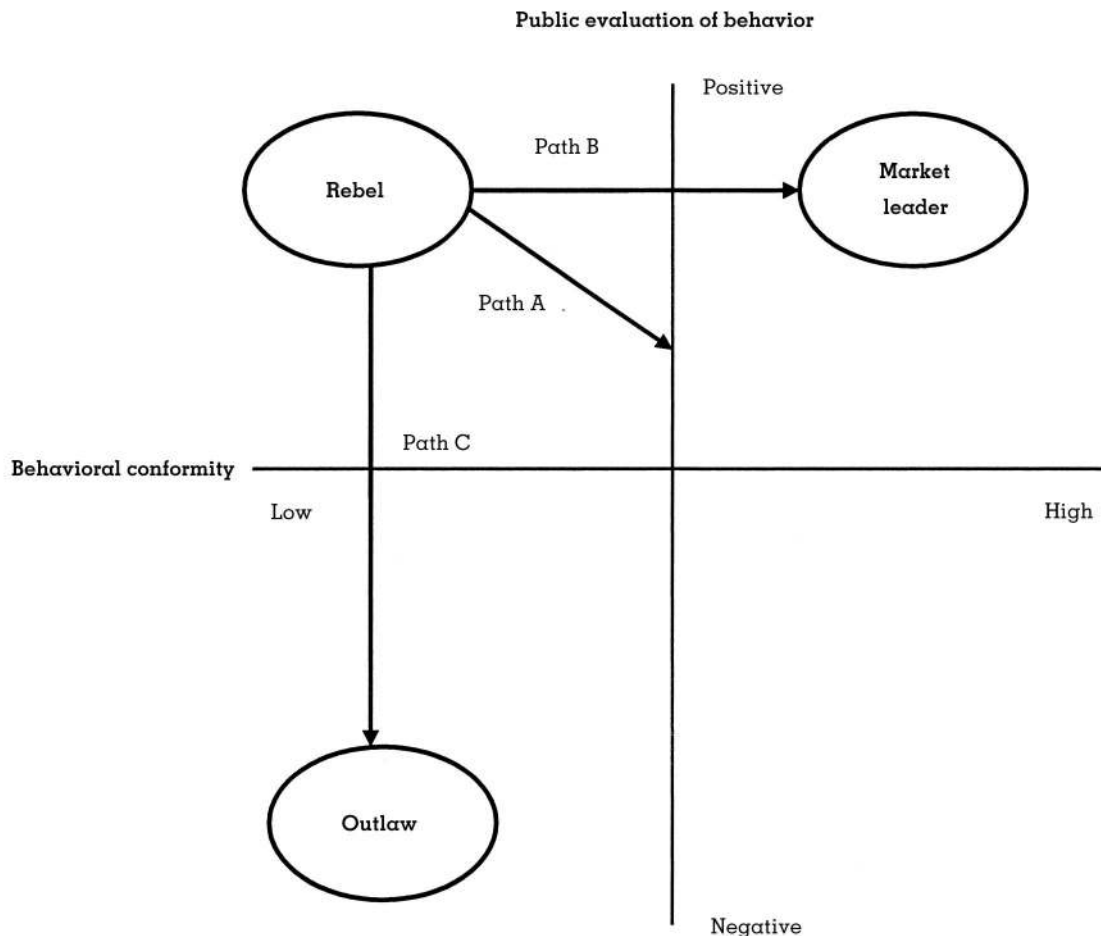 Public evaluation of behavior
Positive
Path B
Rebel
Market
leader
Path A
Path C
Behavioral conformity
Low
High
Outlaw
Negative